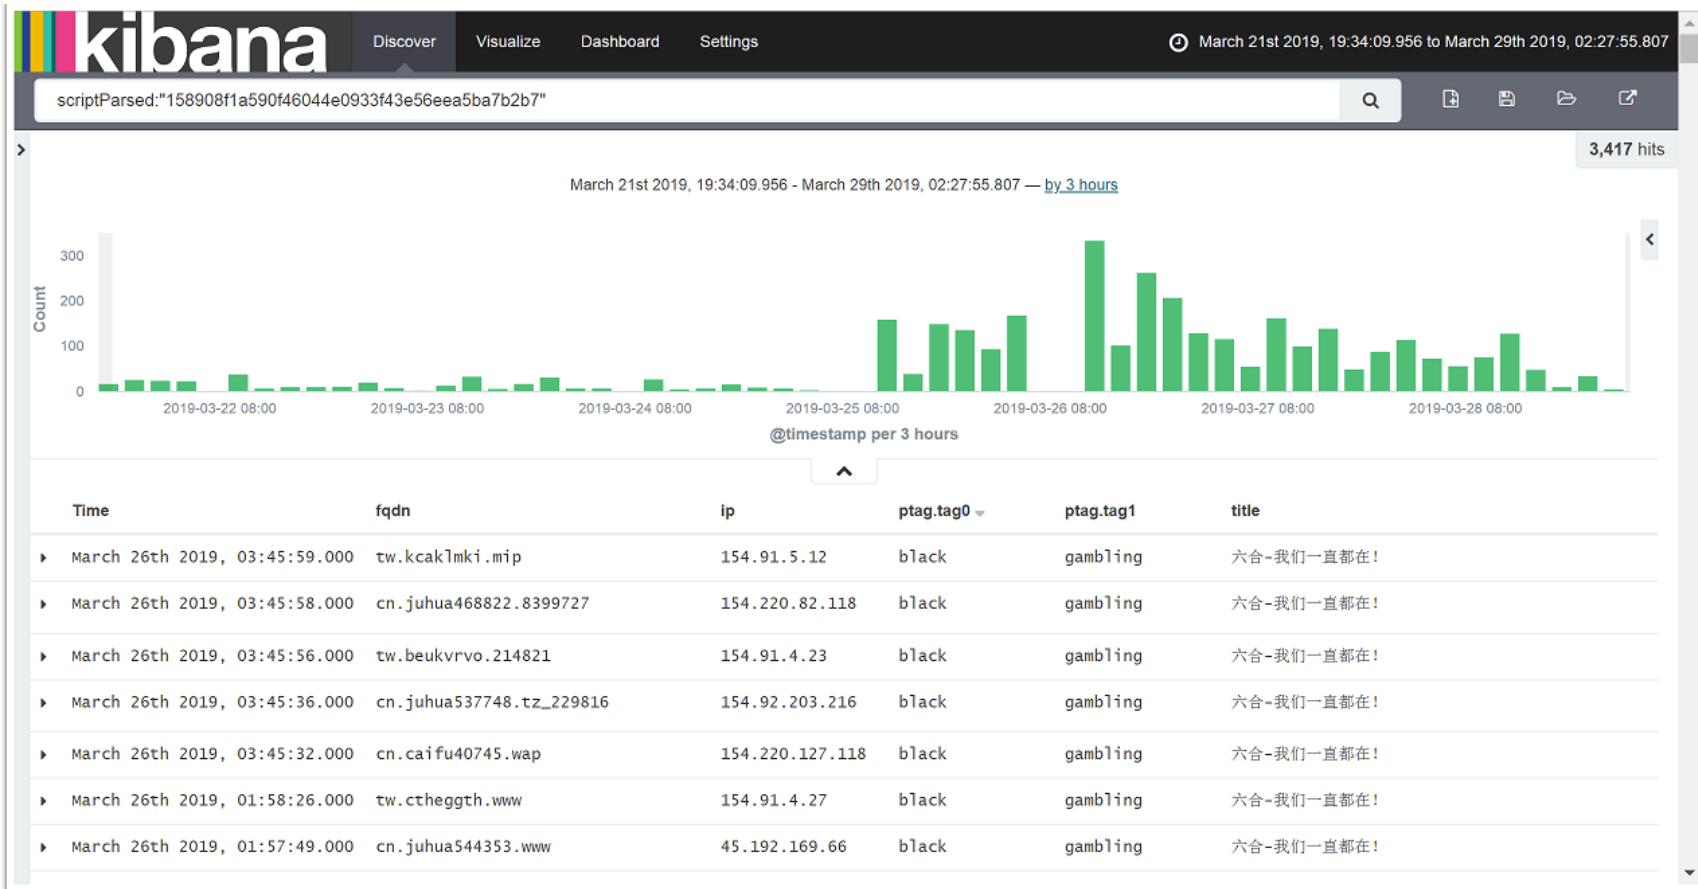 kibana Discover Visualize Dashboard Settings March 21st 2019, 19:34:09.956 to March 29th 2019, 02:27:55.807
scriptParsed:"158908f1a590f46044e0933f43e56eea5ba7b2b7"
3,417 hits
March 21st 2019, 19:34:09.956 - March 29th 2019, 02:27:55.807 — by 3 hours
Count
300
200
100
0
2019-03-22 08:00 2019-03-23 08:00 2019-03-24 08:00 2019-03-25 08:00 2019-03-26 08:00 2019-03-27 08:00 2019-03-28 08:00
@timestamp per 3 hours
Time fqdn ip ptag.tag0 ptag.tag1 title
March 26th 2019, 03:45:59.000 tw.kcaklmki.mip 154.91.5.12 black gambling 六合-我们一直都在!
March 26th 2019, 03:45:58.000 cn.juhua468822.8399727 154.220.82.118 black gambling 六合-我们一直都在!
March 26th 2019, 03:45:56.000 tw.beukvrvo.214821 154.91.4.23 black gambling 六合-我们一直都在!
March 26th 2019, 03:45:36.000 cn.juhua537748.tz_229816 154.92.203.216 black gambling 六合-我们一直都在!
March 26th 2019, 03:45:32.000 cn.caifu40745.wap 154.220.127.118 black gambling 六合-我们一直都在!
March 26th 2019, 01:58:26.000 tw.ctheggth.www 154.91.4.27 black gambling 六合-我们一直都在!
March 26th 2019, 01:57:49.000 cn.juhua544353.www 45.192.169.66 black gambling 六合-我们一直都在!